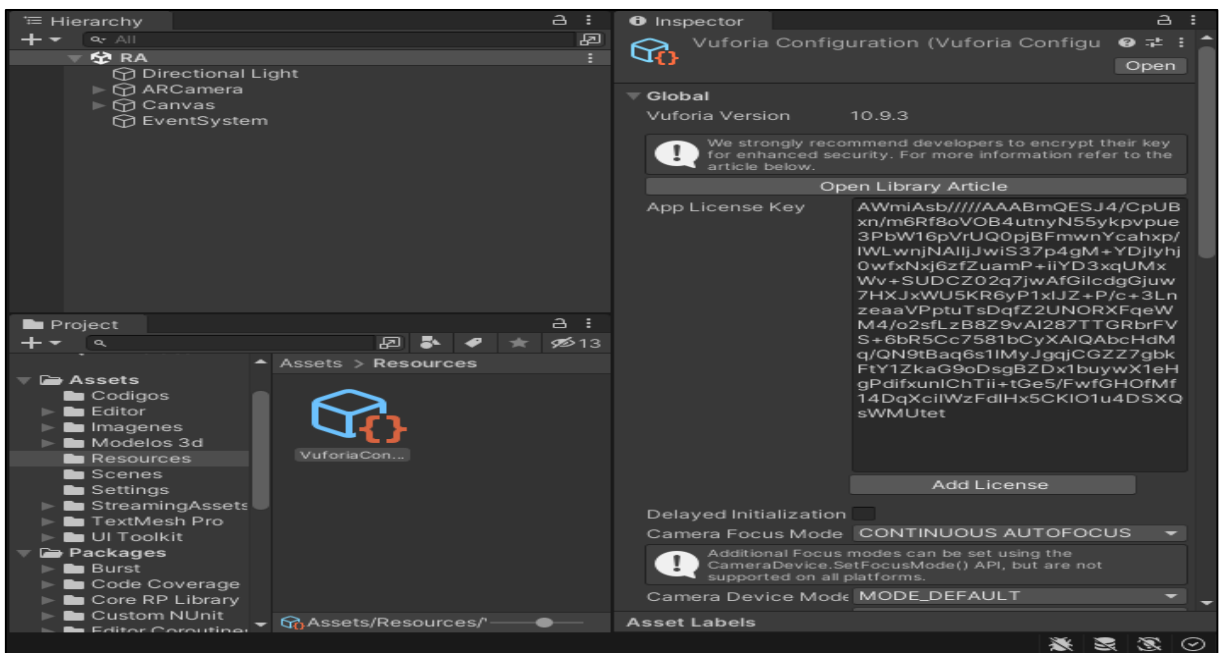 Hierarchy
All
RA
Directional Light
ARCamera
Canvas
EventSystem
Project
13
Assets > Resources
Assets
Codigos
Editor
Imagenes
Modelos 3d
Resources
Scenes
Settings
StreamingAssets
TextMesh Pro
UI Toolkit
Packages
Burst
Code Coverage
Core RP Library
Custom NUnit
Editor Coroutine
VuforiaCon...
Assets/Resources/
Inspector
Vuforia Configuration (Vuforia Configu
Open
Global
Vuforia Version 10.9.3
We strongly recommend developers to encrypt their key
for enhanced security. For more information refer to the
article below.
Open Library Article
App License Key
AWmiAsb/////AAABmQESJ4/CpUB
xn/m6Rf8oVOB4utnyN55ykpvpue
3PbW16pVrUQ0pjBFmwnYcahxp/
IWLwnjNAIljJwiS37p4gM+YDjlyhj
0wfxNxj6zfZuamP+iiYD3xqUMx
Wv+SUDCZ02q7jwAfGilcdgGjuw
7HXJxWU5KR6yP1xIJZ+P/c+3Ln
zeaaVPptuTsDqfZ2UNORXFqeW
M4/o2sfLzB8Z9vAI287TTGRbrFV
S+6bR5Cc7581bCyXAIQAbcHdM
q/QN9tBaq6s1IMyJgqjCGZZ7gbk
FtY1ZkaG9oDsgBZDx1buywX1eH
gPdifxunIChTii+tGe5/FwfGHOfMf
14DqXciIWzFdIHx5CKIO1u4DSXQ
sWMUtet
Add License
Delayed Initialization
Camera Focus Mode CONTINUOUS AUTOFOCUS
Additional Focus modes can be set using the
CameraDevice.SetFocusMode() API, but are not
supported on all platforms.
Camera Device Mode MODE_DEFAULT
Asset Labels